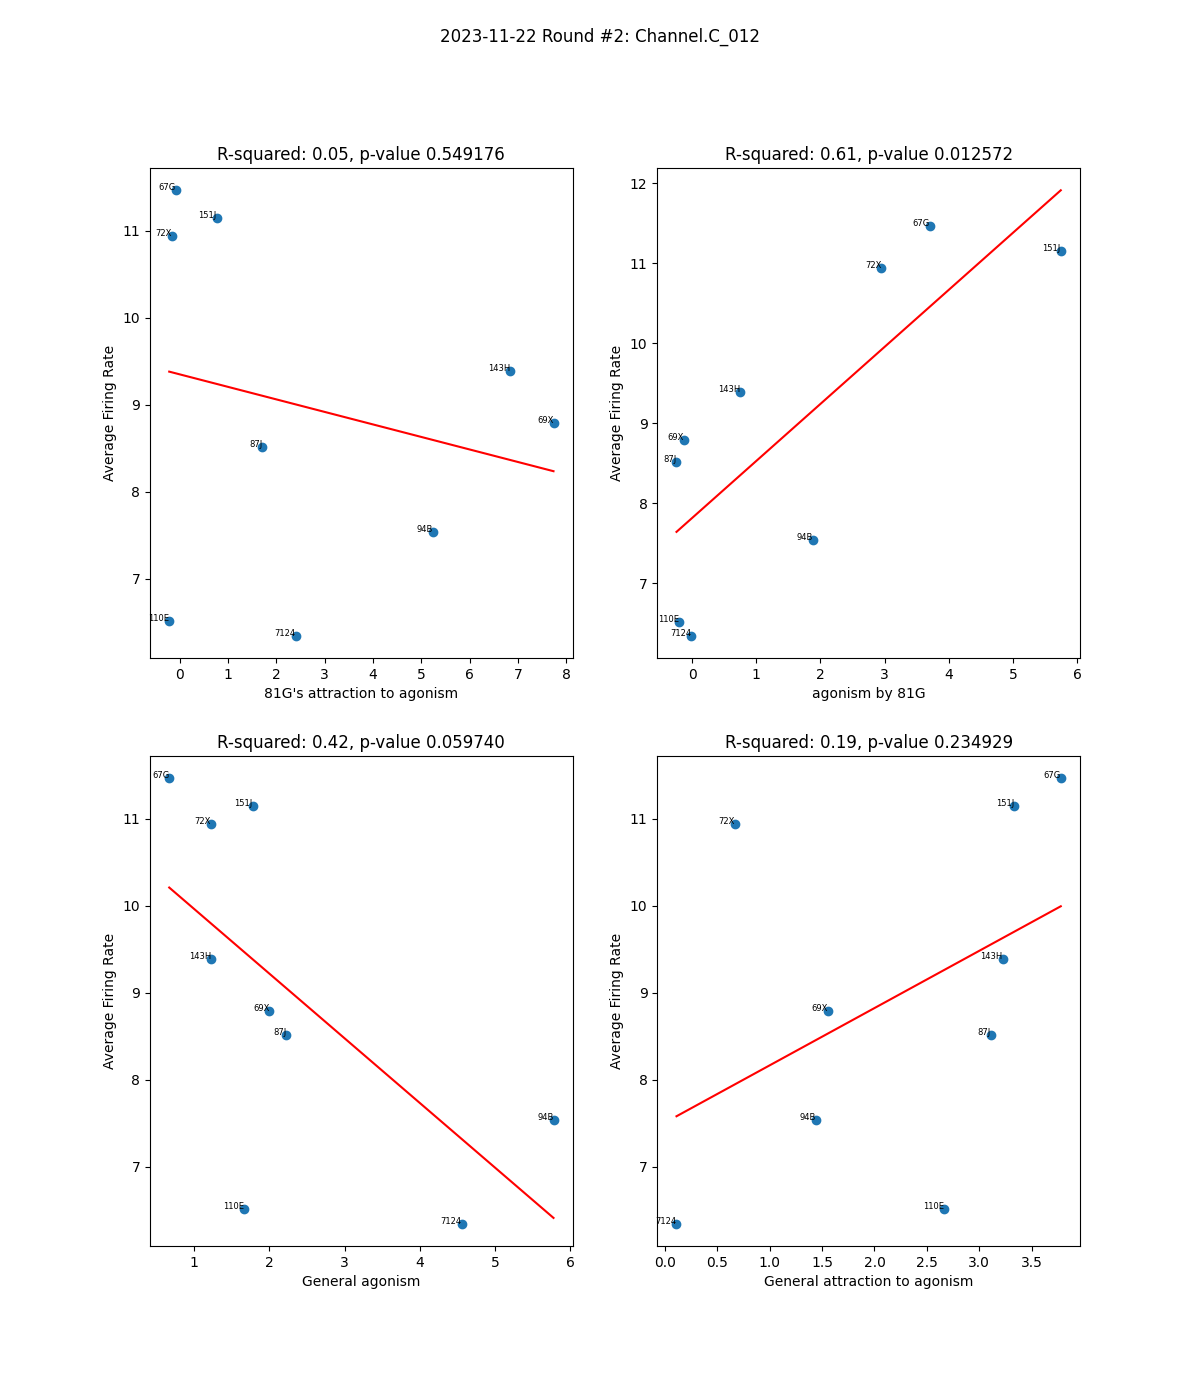 2023-11-22 Round #2: Channel.C_012
R-squared: 0.05, p-value 0.549176
67G
151J
72X
143H
69X
87J
94B
110E
7124
11
10
9
8
7
0 1 2 3 4 5 6 7 8
Average Firing Rate
81G's attraction to agonism
R-squared: 0.61, p-value 0.012572
67G
151J
72X
143H
69X
87J
94B
110E
7124
12
11
10
9
8
7
0 1 2 3 4 5 6
Average Firing Rate
agonism by 81G
R-squared: 0.42, p-value 0.059740
67G
151J
72X
143H
69X
87J
94B
110E
7124
11
10
9
8
7
1 2 3 4 5 6
Average Firing Rate
General agonism
R-squared: 0.19, p-value 0.234929
67G
151J
72X
143H
69X
87J
94B
110E
7124
11
10
9
8
7
0.0 0.5 1.0 1.5 2.0 2.5 3.0 3.5
Average Firing Rate
General attraction to agonism